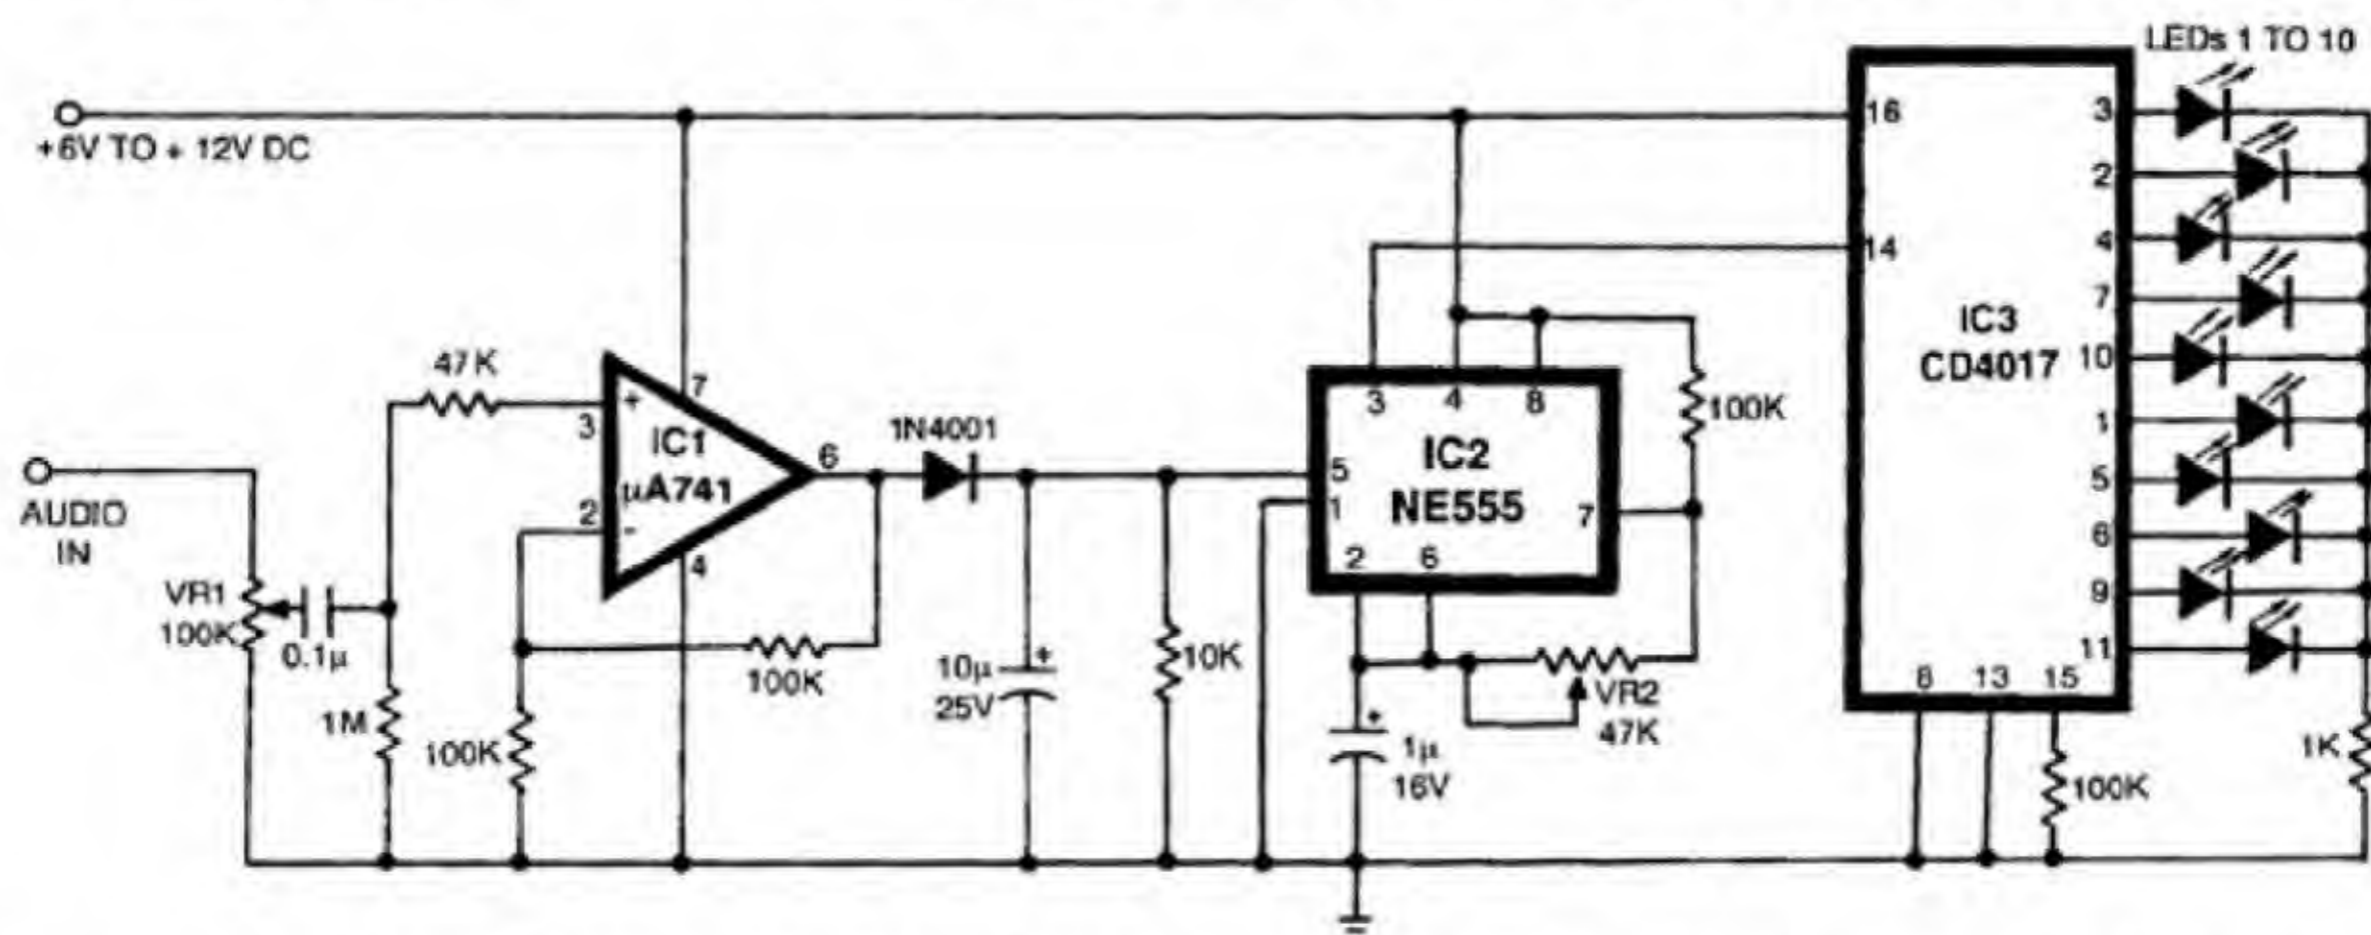 LEDs 1 TO 10
+6V TO + 12V DC
16
3
2
14
4
7
IC3
CD4017
10
1
5
6
9
11
8 13 15
1K
100K
47K
7
+
3
IC1
µA741
6
2
-
4
1N4001
AUDIO
IN
VR1
100K
0.1µ
1M
100K
100K
10µ
25V
+
10K
3 4 8
100K
5
IC2
1
NE555
7
2 6
VR2
47K
+
1µ
16V